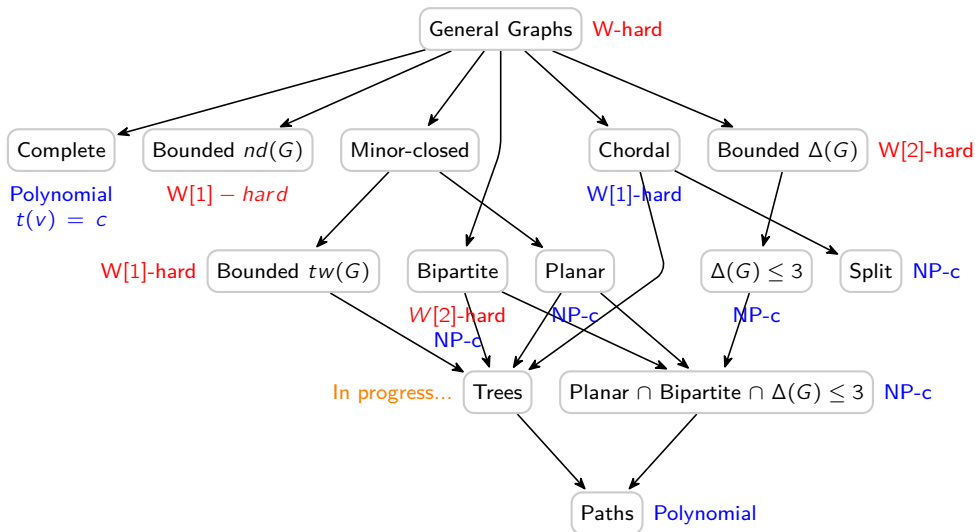 General Graphs W-hard
Complete Bounded nd(G) Minor-closed Chordal Bounded Δ(G) W[2]-hard
Polynomial W[1] − hard W[1]-hard
t(v) = c
W[1]-hard Bounded tw(G) Bipartite Planar Δ(G) ≤ 3 Split NP-c
W[2]-hard NP-c NP-c
NP-c
In progress... Trees Planar ∩ Bipartite ∩ Δ(G) ≤ 3 NP-c
Paths Polynomial